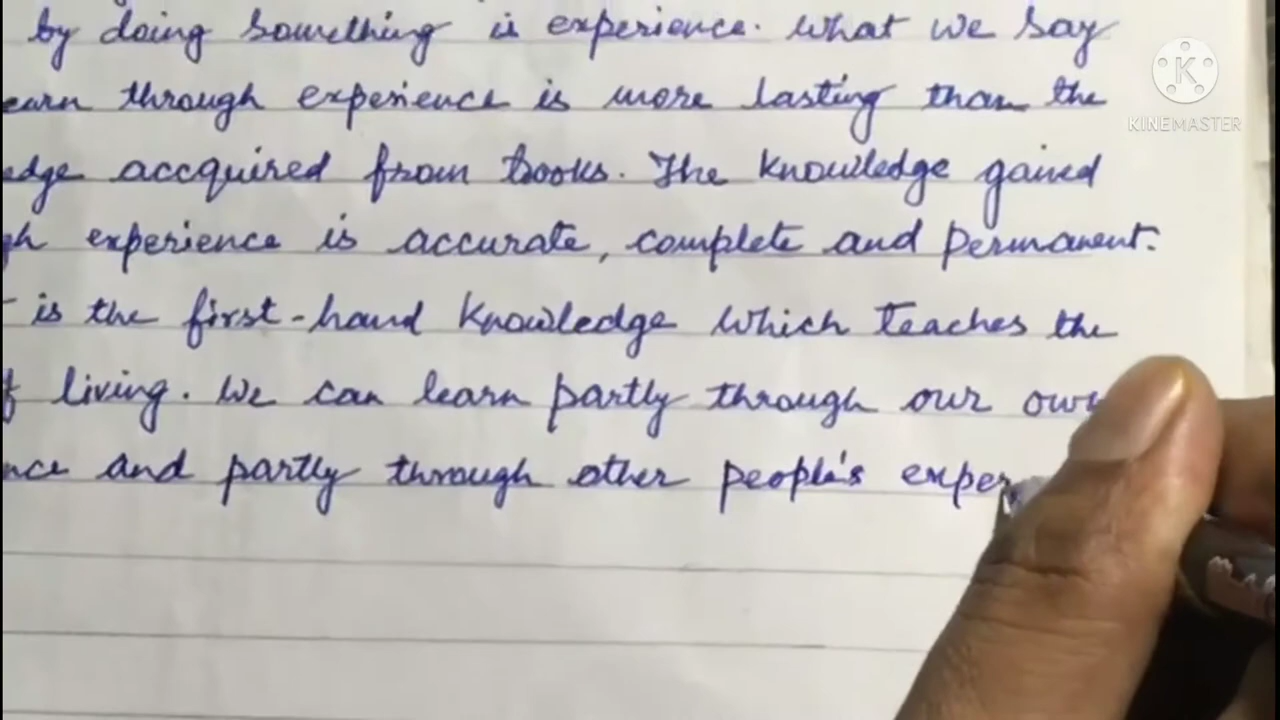 by doing something is experience. What we say
earn through experience is more lasting than the
edge accquired from books. The knowledge gained
gh experience is accurate, complete and permanent.
is the first-hand knowledge which teaches the
f living. We can learn partly through our own
nce and partly through other people's exper
K
KINEMASTER